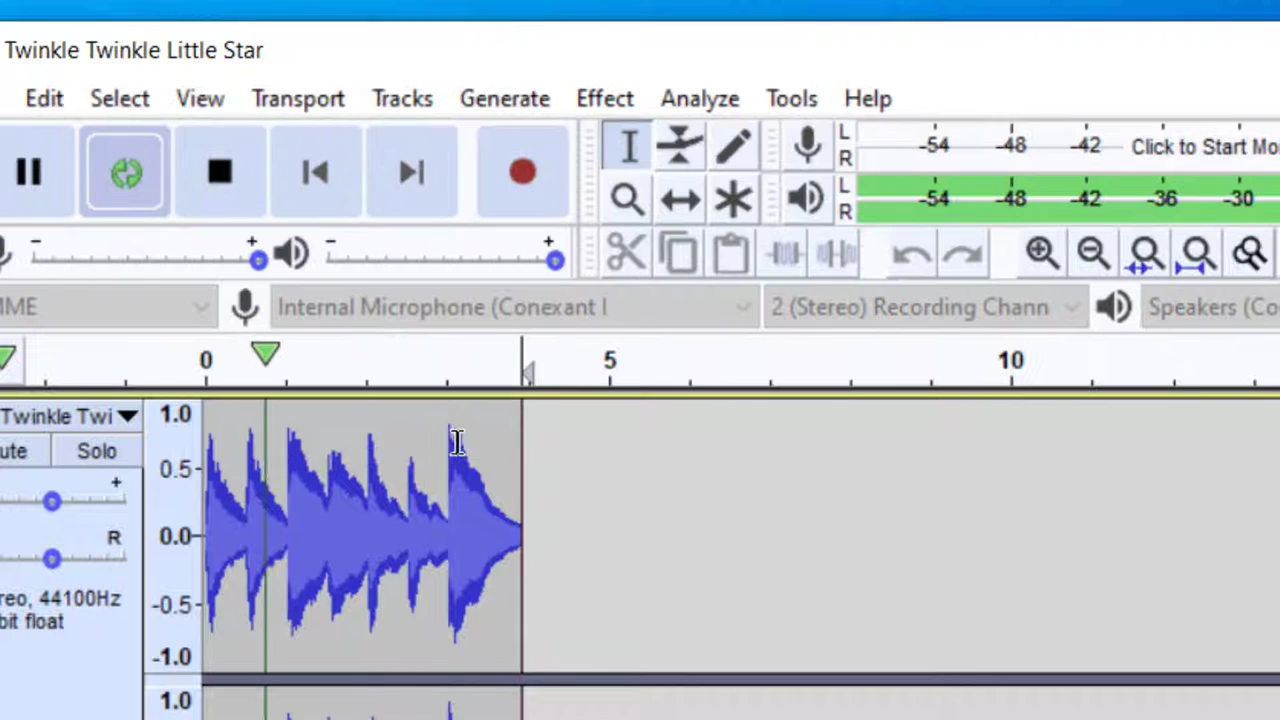 Twinkle Twinkle Little Star
Edit Select View Transport Tracks Generate Effect Analyze Tools Help
L
R
-54 -48 -42 Click to Start Mo
L
R
-54 -48 -42 -36 -30
- + - +
ME Internal Microphone (Conexant I 2 (Stereo) Recording Chann Speakers (Co
0 5 10
Twinkle Twi 1.0
ute Solo
0.5
+
R
0.0
reo, 44100Hz
-0.5
bit float
-1.0
1.0